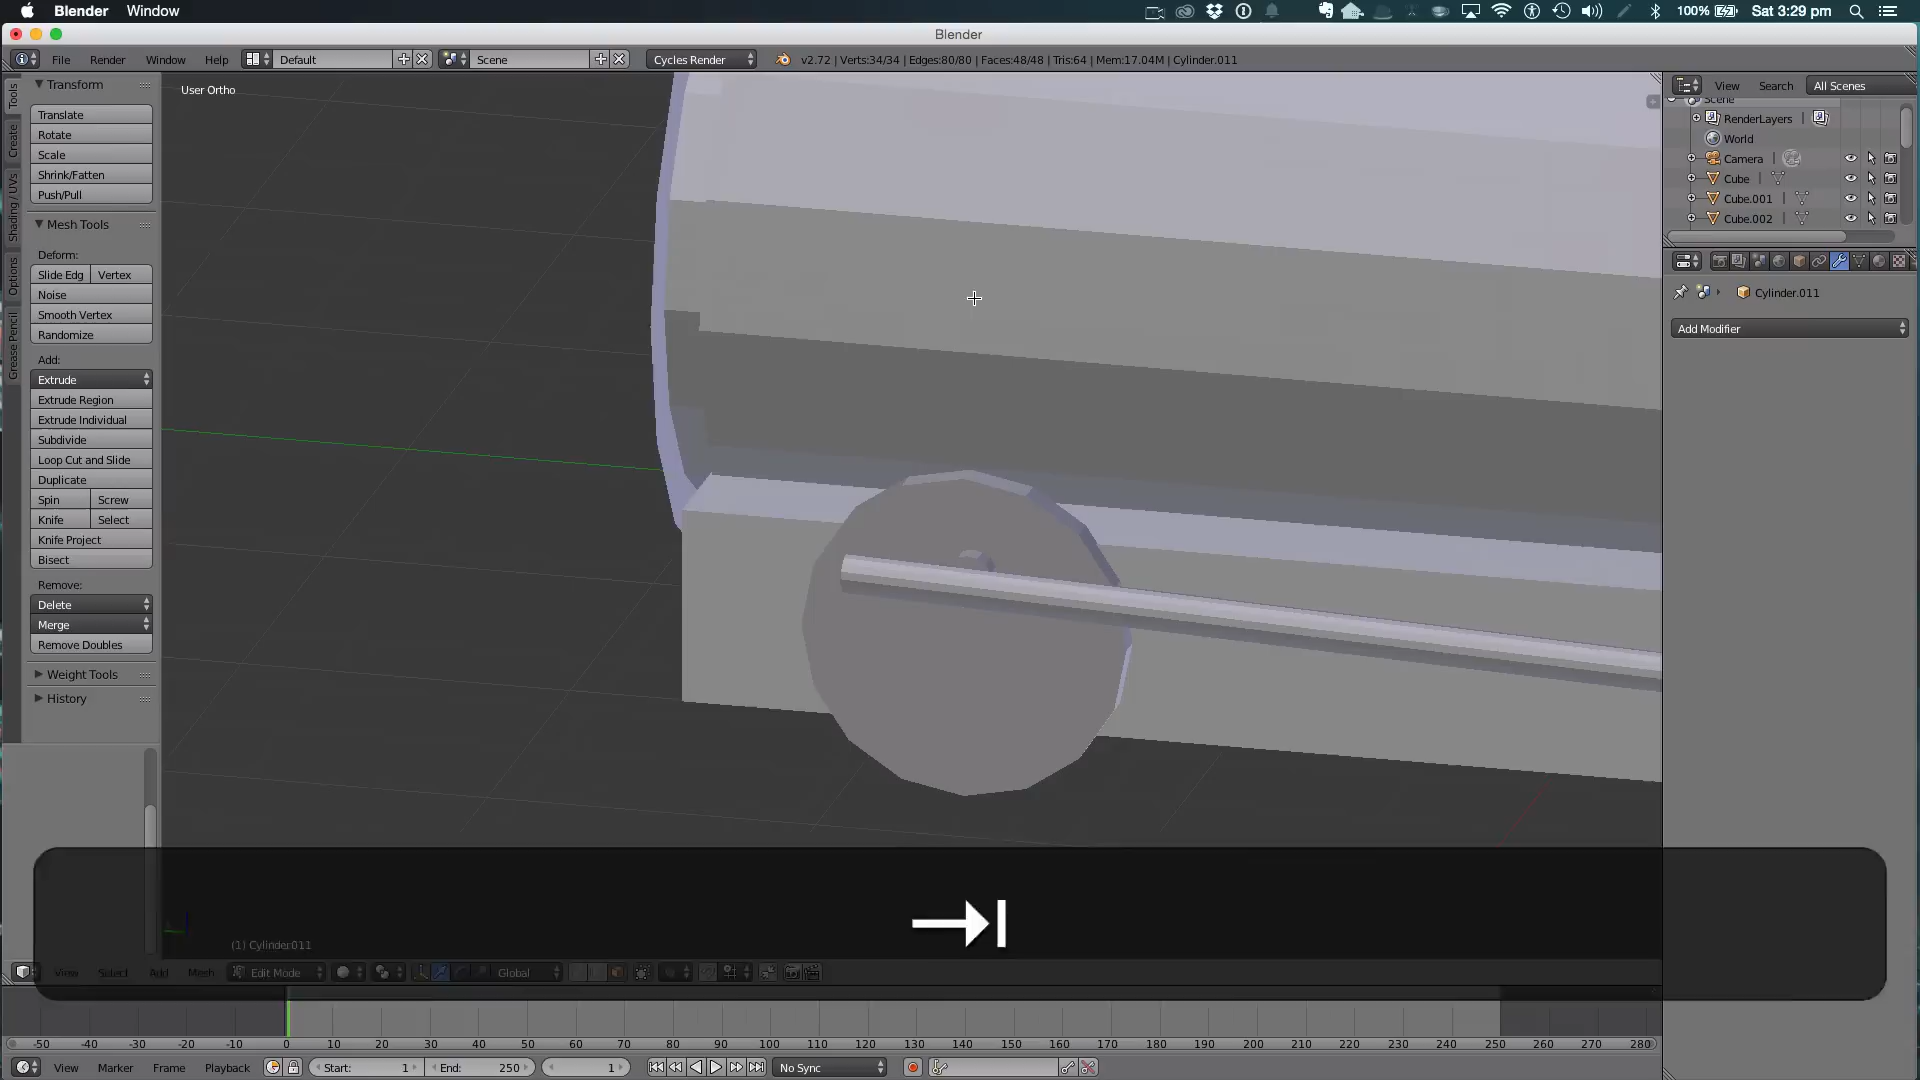 Blender Window 100% Sat 3:29 pm
Blender
File Render Window Help Default Scene Cycles Render v2.72 | Verts:34/34 | Edges:80/80 | Faces:48/48 | Tris:64 | Mem:17.04M | Cylinder.011
Tools
Create
Shading / UVs
Options
Grease Pencil
Transform
Translate
Rotate
Scale
Shrink/Fatten
Push/Pull
Mesh Tools
Deform:
Slide Edg Vertex
Noise
Smooth Vertex
Randomize
Add:
Extrude
Extrude Region
Extrude Individual
Subdivide
Loop Cut and Slide
Duplicate
Spin Screw
Knife Select
Knife Project
Bisect
Remove:
Delete
Merge
Remove Doubles
Weight Tools
History
User Ortho
(1) Cylinder.011
View Select Add Mesh Edit Mode Global
View Search All Scenes
Scene
RenderLayers
World
Camera
Cube
Cube.001
Cube.002
Cylinder.011
Add Modifier
-50 -40 -30 -20 -10 0 10 20 30 40 50 60 70 80 90 100 110 120 130 140 150 160 170 180 190 200 210 220 230 240 250 260 270 280
View Marker Frame Playback Start: 1 End: 250 1 No Sync